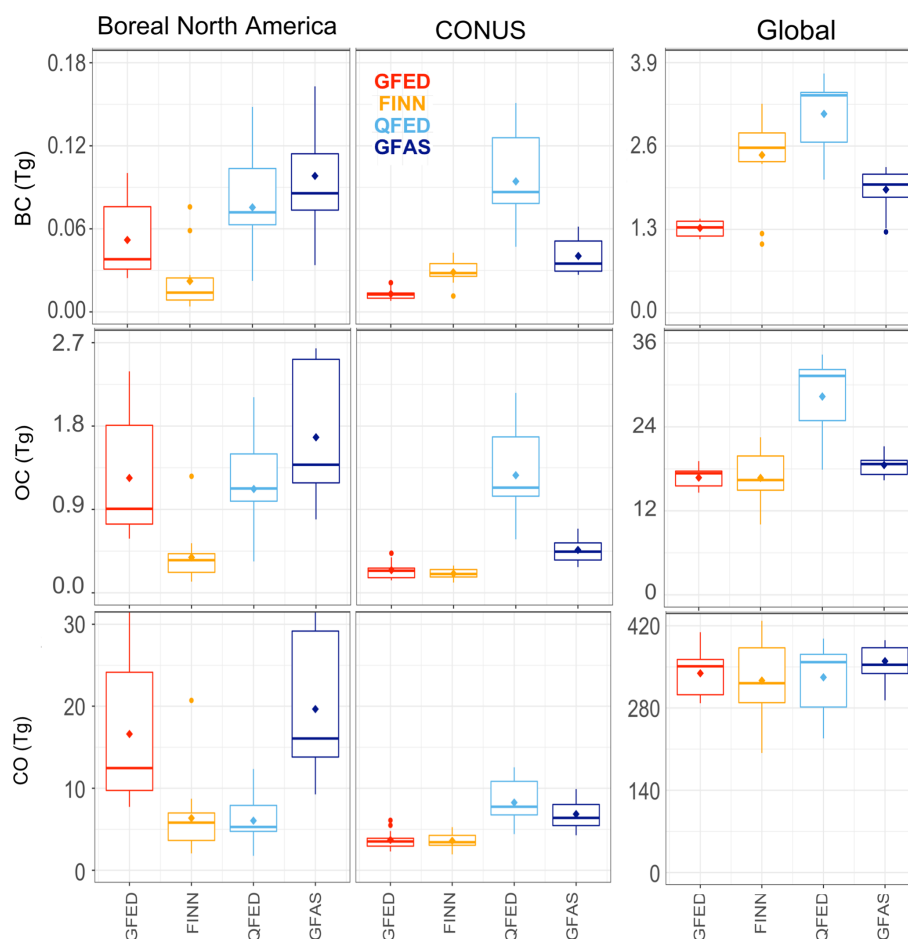 Boreal North America CONUS Global
BC (Tg)
0.18
0.12
0.06
0.00
GFED
FINN
QFED
GFAS
3.9
2.6
1.3
0.0
OC (Tg)
2.7
1.8
0.9
0.0
36
24
12
0
CO (Tg)
30
20
10
0
420
280
140
0
GFED FINN QFED GFAS GFED FINN QFED GFAS GFED FINN QFED GFAS